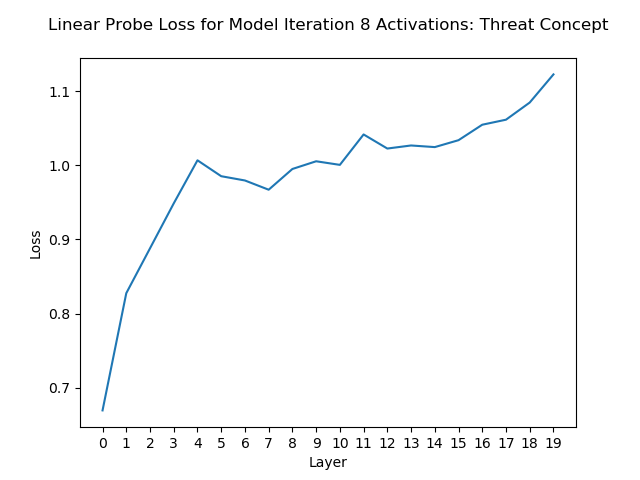 Linear Probe Loss for Model Iteration 8 Activations: Threat Concept
1.1
1.0
0.9
0.8
0.7
Loss
0 1 2 3 4 5 6 7 8 9 10 11 12 13 14 15 16 17 18 19
Layer